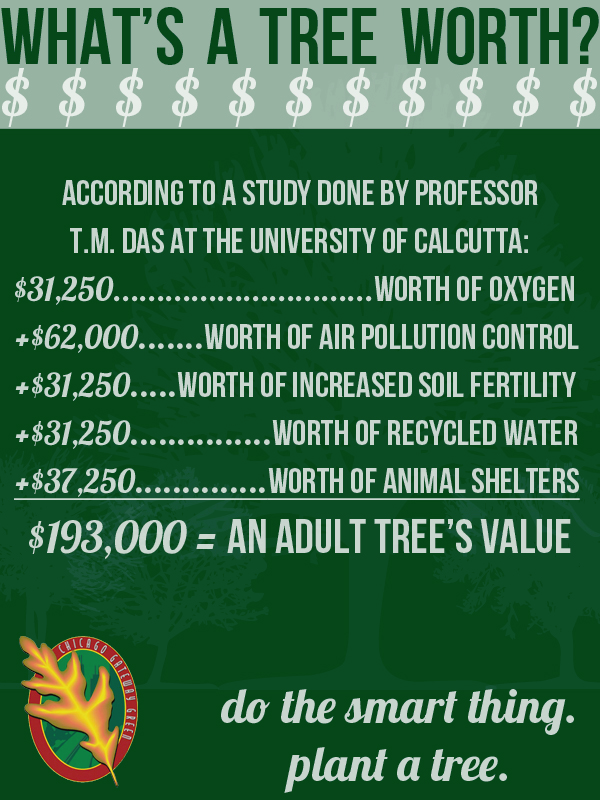 WHAT'S A TREE WORTH?
$ $ $ $ $ $ $ $ $ $ $
ACCORDING TO A STUDY DONE BY PROFESSOR
T.M. DAS AT THE UNIVERSITY OF CALCUTTA:
$31,250..............................WORTH OF OXYGEN
+$62,000.......WORTH OF AIR POLLUTION CONTROL
+$31,250.....WORTH OF INCREASED SOIL FERTILITY
+$31,250................WORTH OF RECYCLED WATER
+$37,250...............WORTH OF ANIMAL SHELTERS
$193,000 = AN ADULT TREE'S VALUE
CHICAGO GATEWAY GREEN
do the smart thing.
plant a tree.